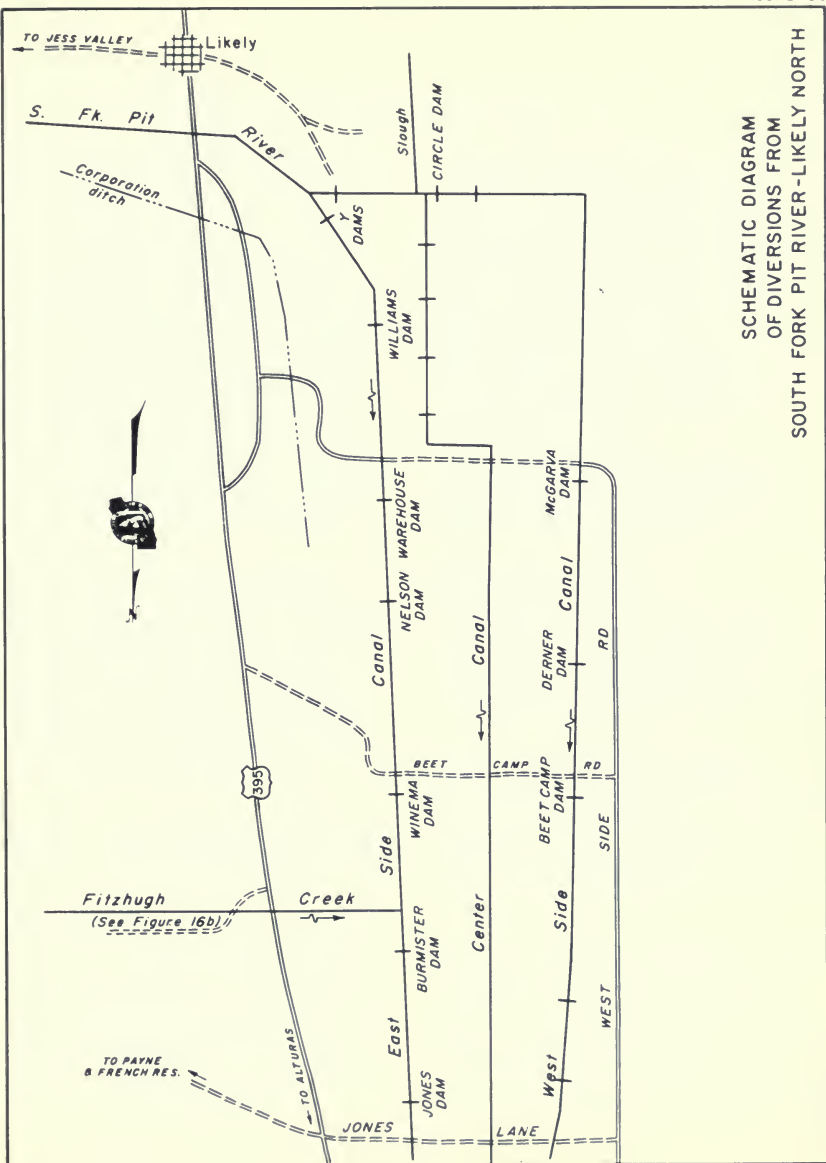 TO JESS VALLEY
Likely
S. Fk. Pit River
Corporation
ditch
Slough
CIRCLE DAM
Y
DAMS
WILLIAMS
DAM
WAREHOUSE
DAM
NELSON
DAM
McGARVA
DAM
DERNER
DAM
BEET CAMP RD
WINEMA
DAM
BEET CAMP
DAM
395
Fitzhugh Creek
(See Figure 16b)
BURMISTER
DAM
JONES
DAM
East Side Canal
Center Canal
West Side Canal
WEST SIDE RD
TO PAYNE
& FRENCH RES.
TO ALTURAS
JONES LANE
SCHEMATIC DIAGRAM
OF DIVERSIONS FROM
SOUTH FORK PIT RIVER-LIKELY NORTH